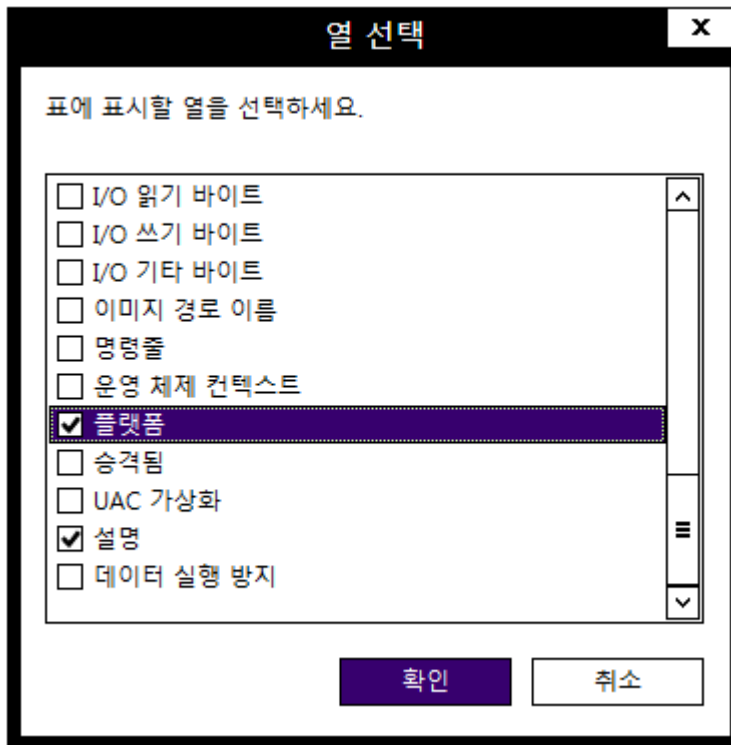 열 선택
x
표에 표시할 열을 선택하세요.
I/O 읽기 바이트
I/O 쓰기 바이트
I/O 기타 바이트
이미지 경로 이름
명령줄
운영 체제 컨텍스트
플랫폼
승격됨
UAC 가상화
설명
데이터 실행 방지
확인
취소